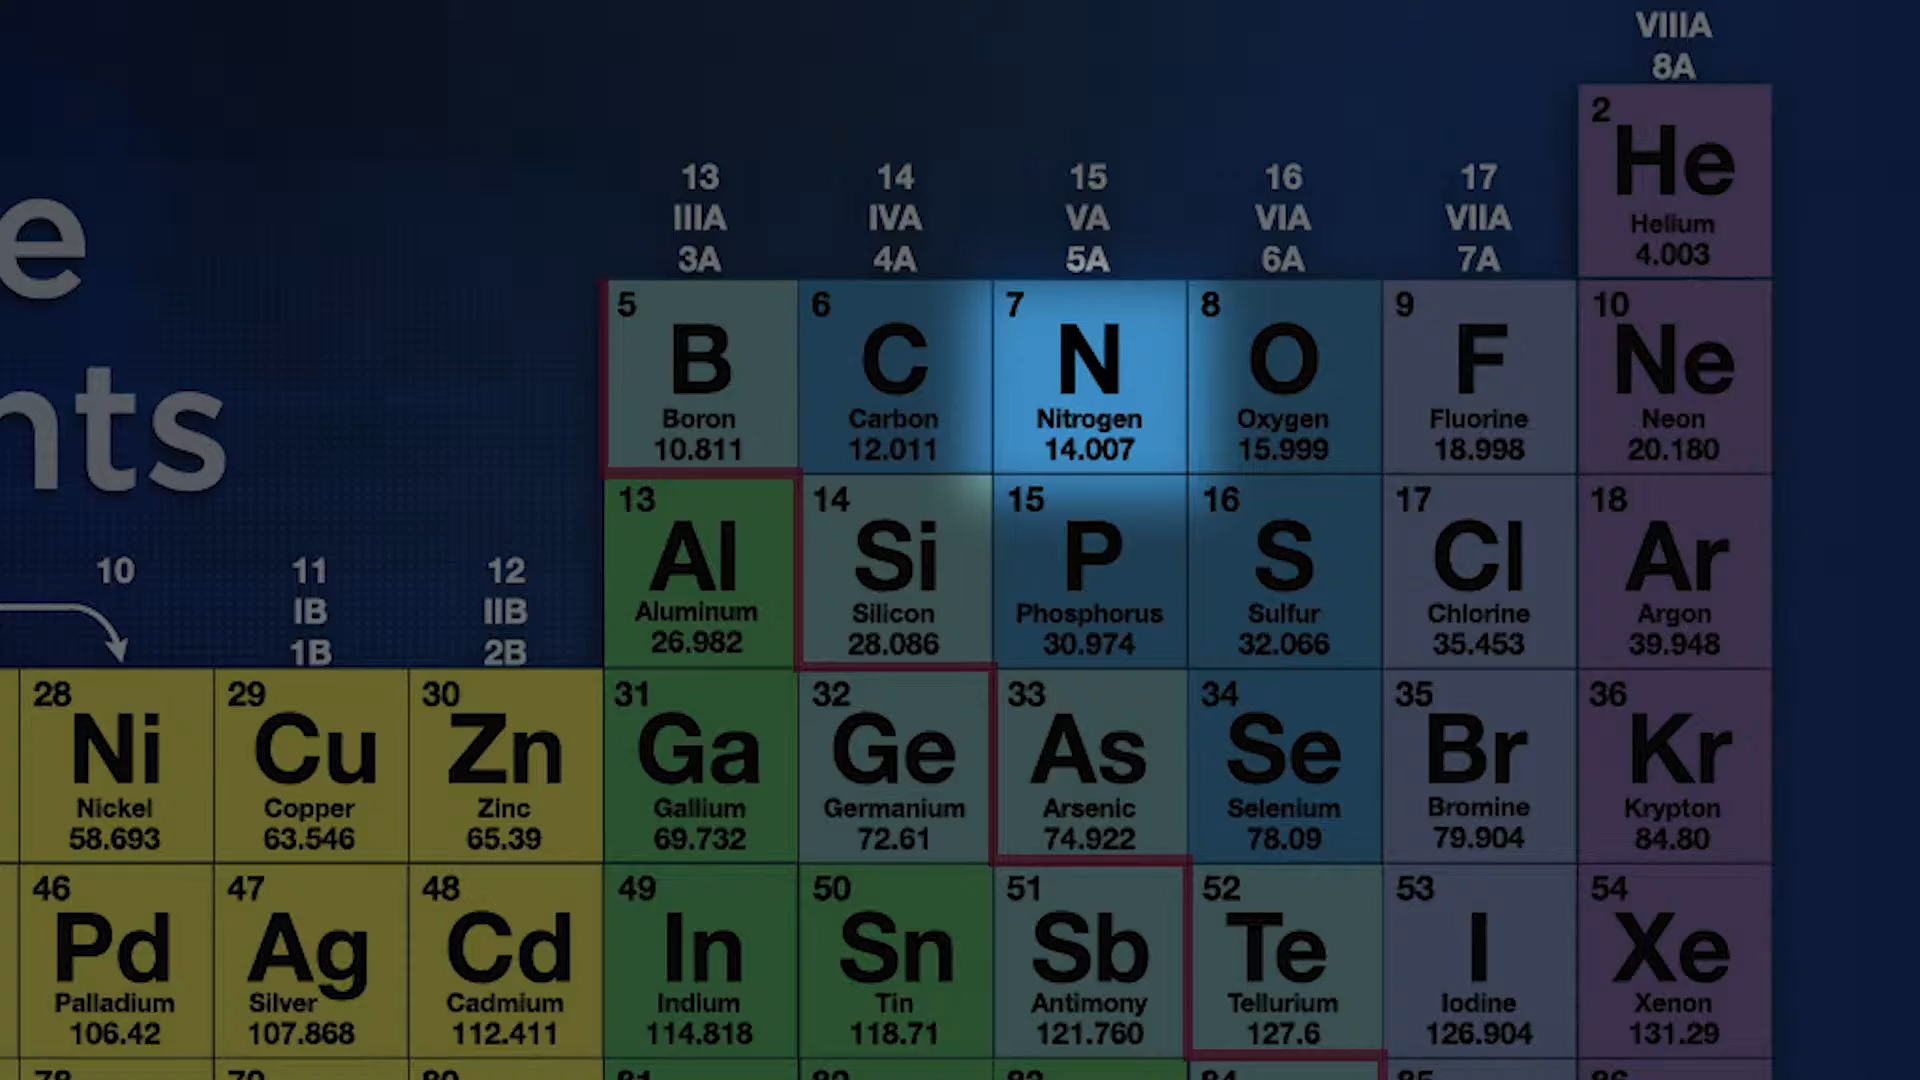 VIIIA
8A
2
He
Helium
4.003
e
nts
13
IIIA
3A
14
IVA
4A
15
VA
5A
16
VIA
6A
17
VIIA
7A
5
B
Boron
10.811
6
C
Carbon
12.011
7
N
Nitrogen
14.007
8
O
Oxygen
15.999
9
F
Fluorine
18.998
10
Ne
Neon
20.180
13
Al
Aluminum
26.982
14
Si
Silicon
28.086
15
P
Phosphorus
30.974
16
S
Sulfur
32.066
17
Cl
Chlorine
35.453
18
Ar
Argon
39.948
10
11
IB
1B
12
IIB
2B
28
Ni
Nickel
58.693
29
Cu
Copper
63.546
30
Zn
Zinc
65.39
31
Ga
Gallium
69.732
32
Ge
Germanium
72.61
33
As
Arsenic
74.922
34
Se
Selenium
78.09
35
Br
Bromine
79.904
36
Kr
Krypton
84.80
46
Pd
Palladium
106.42
47
Ag
Silver
107.868
48
Cd
Cadmium
112.411
49
In
Indium
114.818
50
Sn
Tin
118.71
51
Sb
Antimony
121.760
52
Te
Tellurium
127.6
53
I
Iodine
126.904
54
Xe
Xenon
131.29